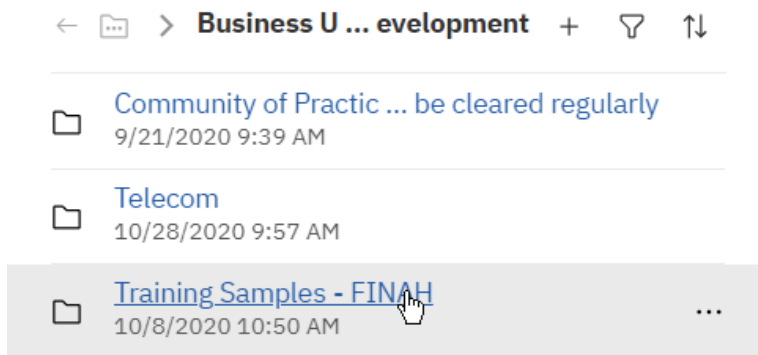 Business U ... evelopment
Community of Practic ... be cleared regularly
9/21/2020 9:39 AM
Telecom
10/28/2020 9:57 AM
Training Samples - FINAH
10/8/2020 10:50 AM